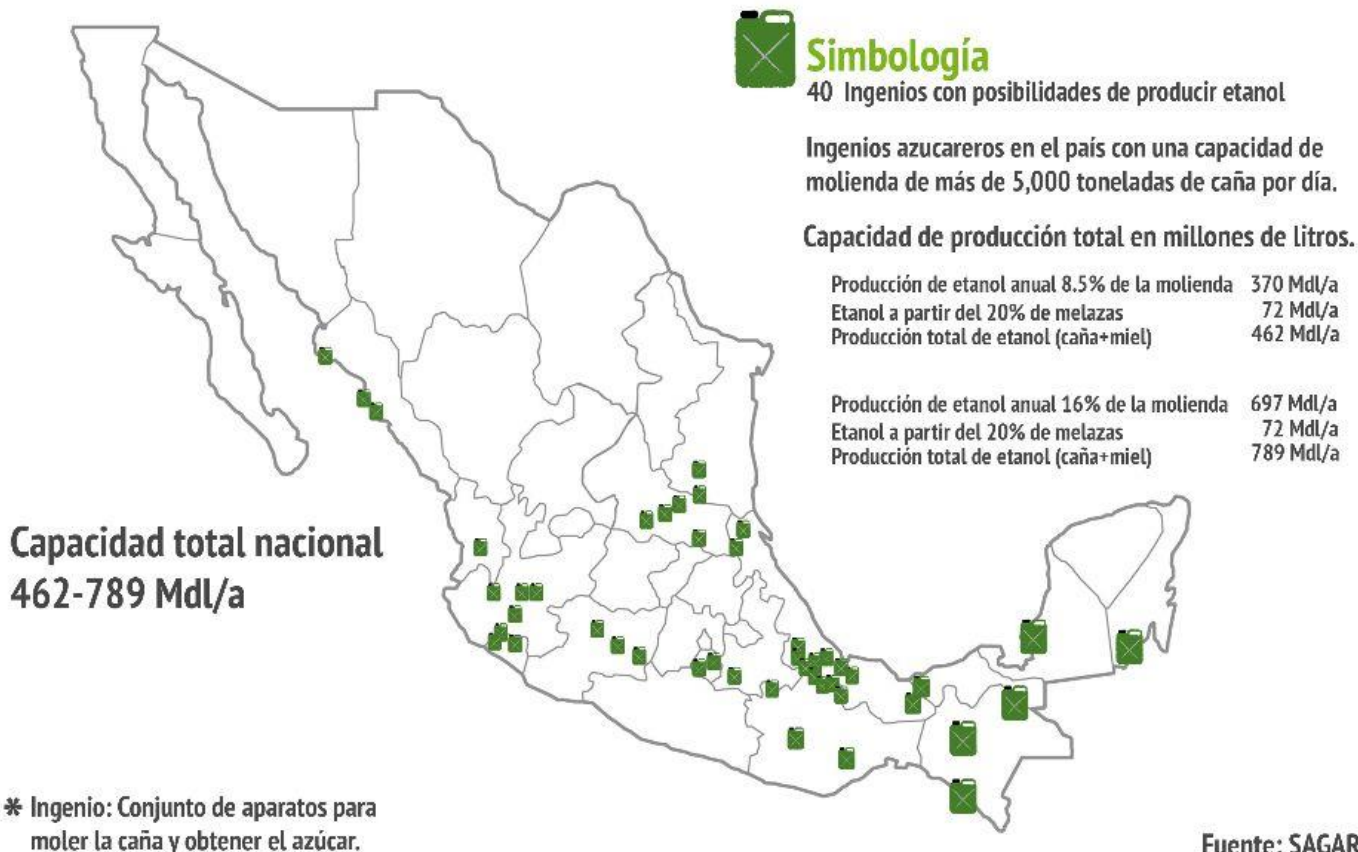 Simbología
40 Ingenios con posibilidades de producir etanol
Ingenios azucareros en el país con una capacidad de
molienda de más de 5,000 toneladas de caña por día.
Capacidad de producción total en millones de litros.
Producción de etanol anual 8.5% de la molienda 370 Mdl/a
Etanol a partir del 20% de melazas 72 Mdl/a
Producción total de etanol (caña+miel) 462 Mdl/a
Producción de etanol anual 16% de la molienda 697 Mdl/a
Etanol a partir del 20% de melazas 72 Mdl/a
Producción total de etanol (caña+miel) 789 Mdl/a
Capacidad total nacional
462-789 Mdl/a
* Ingenio: Conjunto de aparatos para
moler la caña y obtener el azúcar.
Fuente: SAGAR